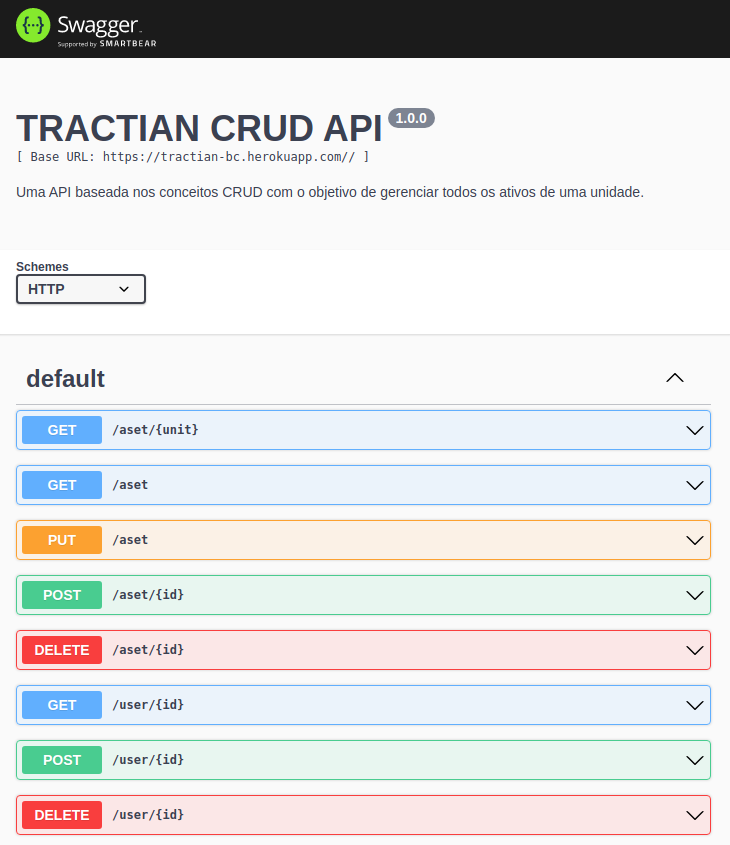 Swagger
Supported by SMARTBEAR
TRACTIAN CRUD API 1.0.0
[ Base URL: https://tractian-bc.herokuapp.com// ]
Uma API baseada nos conceitos CRUD com o objetivo de gerenciar todos os ativos de uma unidade.
Schemes
HTTP
default
GET /aset/{unit}
GET /aset
PUT /aset
POST /aset/{id}
DELETE /aset/{id}
GET /user/{id}
POST /user/{id}
DELETE /user/{id}